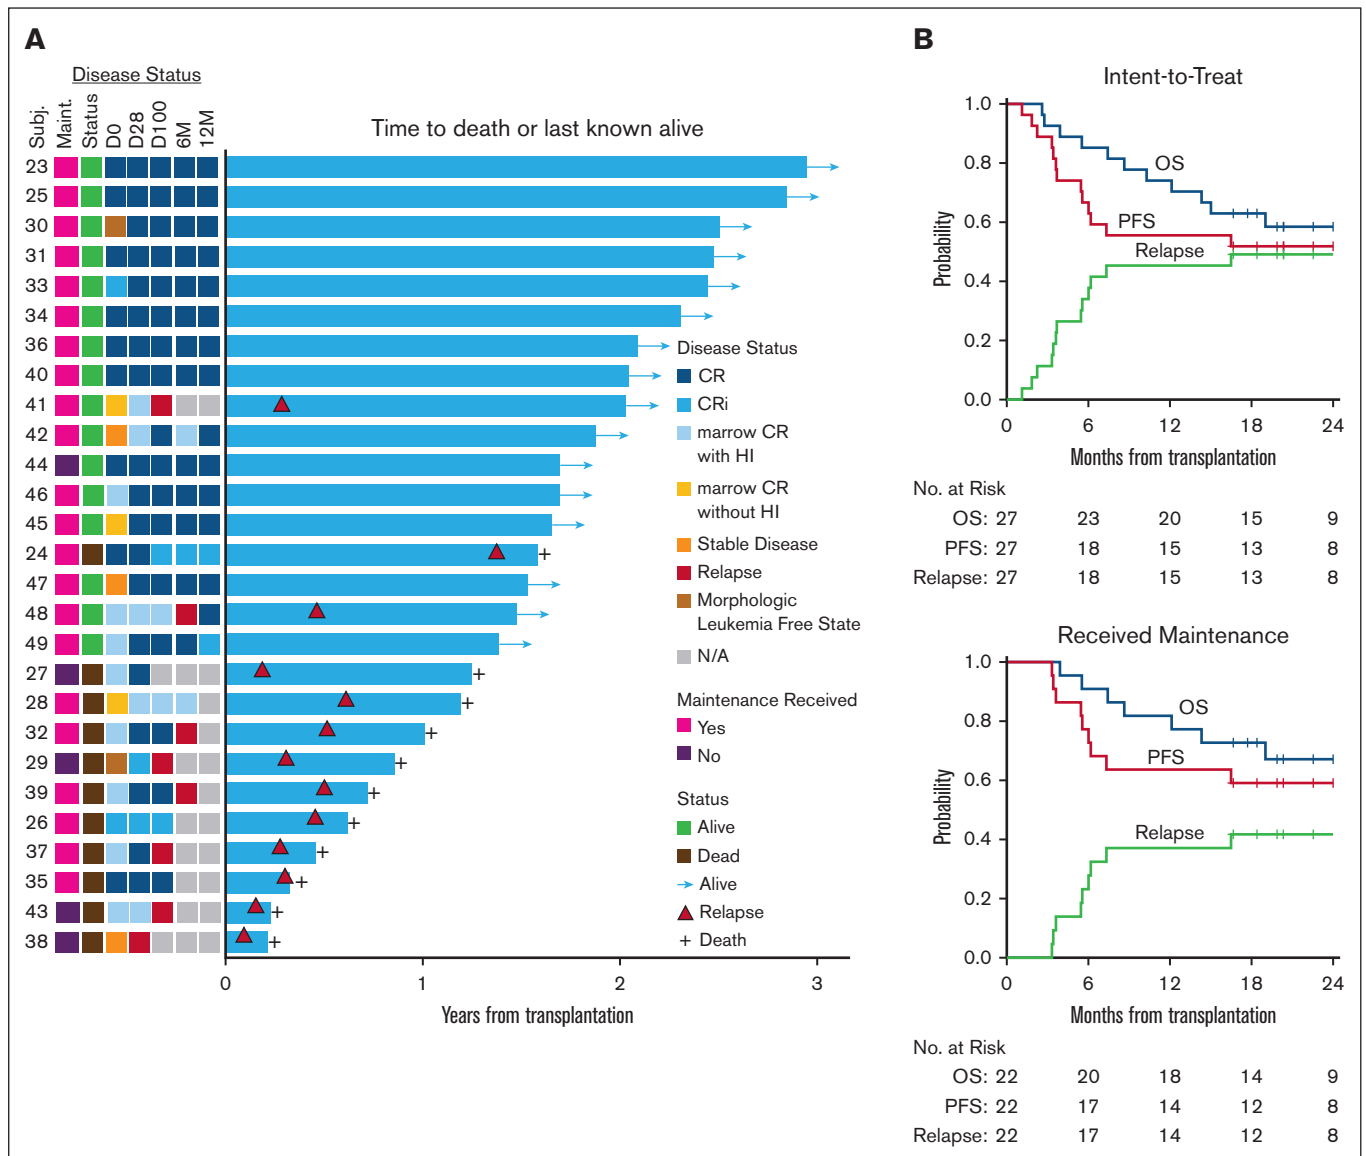 A
Disease Status
Subj.
Maint.
Status
D0
D28
D100
6M
12M
Time to death or last known alive
23
25
30
31
33
34
36
40
41
42
44
46
45
24
47
48
49
27
28
32
29
39
26
37
35
43
38
Disease Status
CR
CRi
marrow CR
with HI
marrow CR
without HI
Stable Disease
Relapse
Morphologic
Leukemia Free State
N/A
Maintenance Received
Yes
No
Status
Alive
Dead
Alive
Relapse
Death
0 1 2 3
Years from transplantation
B
Intent-to-Treat
Probability
1.0
0.8
0.6
0.4
0.2
0.0
OS
PFS
Relapse
0 6 12 18 24
Months from transplantation
No. at Risk
OS: 27 23 20 15 9
PFS: 27 18 15 13 8
Relapse: 27 18 15 13 8
Received Maintenance
Probability
1.0
0.8
0.6
0.4
0.2
0.0
OS
PFS
Relapse
0 6 12 18 24
Months from transplantation
No. at Risk
OS: 22 20 18 14 9
PFS: 22 17 14 12 8
Relapse: 22 17 14 12 8